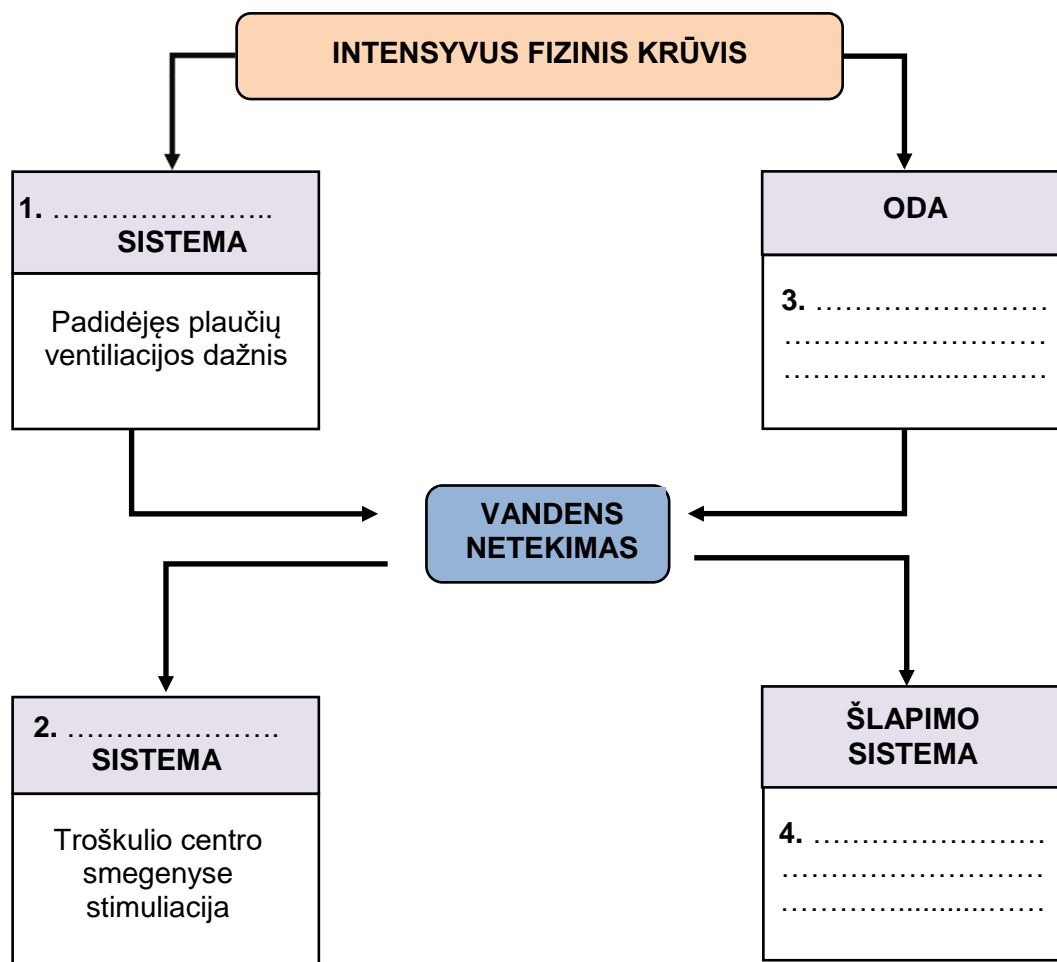 INTENSYVUS FIZINIS KRŪVIS
1. …………………..
SISTEMA
Padidėjęs plaučių
ventiliacijos dažnis
ODA
3. ……………………
………………………
………..........………
VANDENS
NETEKIMAS
2. ………………….
SISTEMA
Troškulio centro
smegenyse
stimuliacija
ŠLAPIMO
SISTEMA
4. ……………………
………………………
…………..........……